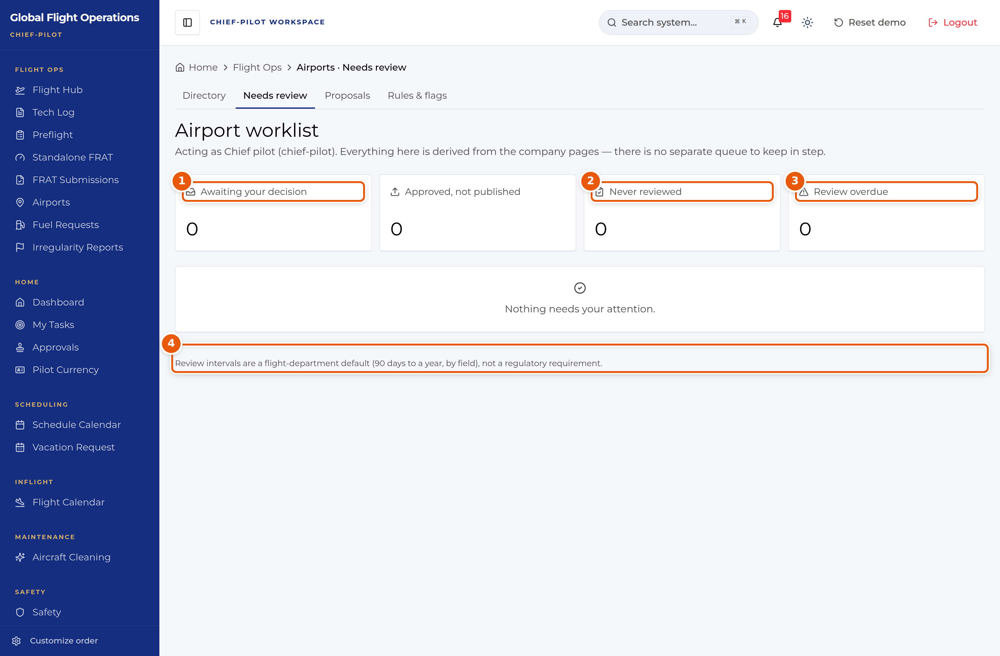 Global Flight Operations
CHIEF-PILOT
FLIGHT OPS
Flight Hub
Tech Log
Preflight
Standalone FRAT
FRAT Submissions
Airports
Fuel Requests
Irregularity Reports
HOME
Dashboard
My Tasks
Approvals
Pilot Currency
SCHEDULING
Schedule Calendar
Vacation Request
INFLIGHT
Flight Calendar
MAINTENANCE
Aircraft Cleaning
SAFETY
Safety
Customize order
CHIEF-PILOT WORKSPACE
Search system... ⌘ K
16
Reset demo
Logout
Home > Flight Ops > Airports · Needs review
Directory Needs review Proposals Rules & flags
Airport worklist
Acting as Chief pilot (chief-pilot). Everything here is derived from the company pages — there is no separate queue to keep in step.
1 Awaiting your decision
0
Approved, not published
0
2 Never reviewed
0
3 Review overdue
0
Nothing needs your attention.
4
Review intervals are a flight-department default (90 days to a year, by field), not a regulatory requirement.